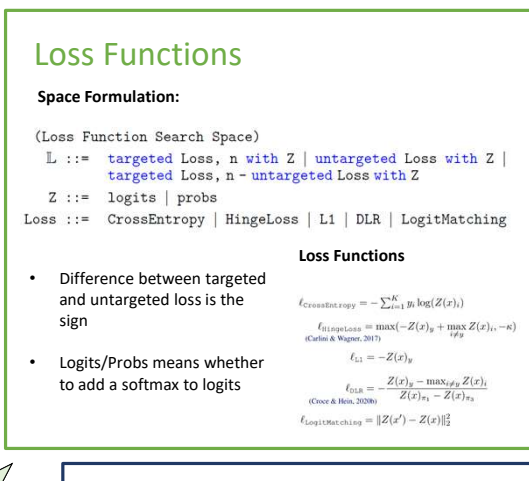 Loss Functions
Space Formulation:
(Loss Function Search Space)
𝕃 ::= targeted Loss, n with Z | untargeted Loss with Z |
targeted Loss, n - untargeted Loss with Z
Z ::= logits | probs
Loss ::= CrossEntropy | HingeLoss | L1 | DLR | LogitMatching
• Difference between targeted
and untargeted loss is the
sign
• Logits/Probs means whether
to add a softmax to logits
Loss Functions
ℓ_CrossEntropy = − ∑_{i=1}^{K} y_i log(Z(x)_i)
ℓ_HingeLoss = max(−Z(x)_y + max_{i≠y} Z(x)_i, −κ)
(Carlini & Wagner, 2017)
ℓ_L1 = −Z(x)_y
ℓ_DLR = − (Z(x)_y − max_{i≠y} Z(x)_i) / (Z(x)_{π_1} − Z(x)_{π_3})
(Croce & Hein, 2020b)
ℓ_LogitMatching = ‖Z(x′) − Z(x)‖_2^2